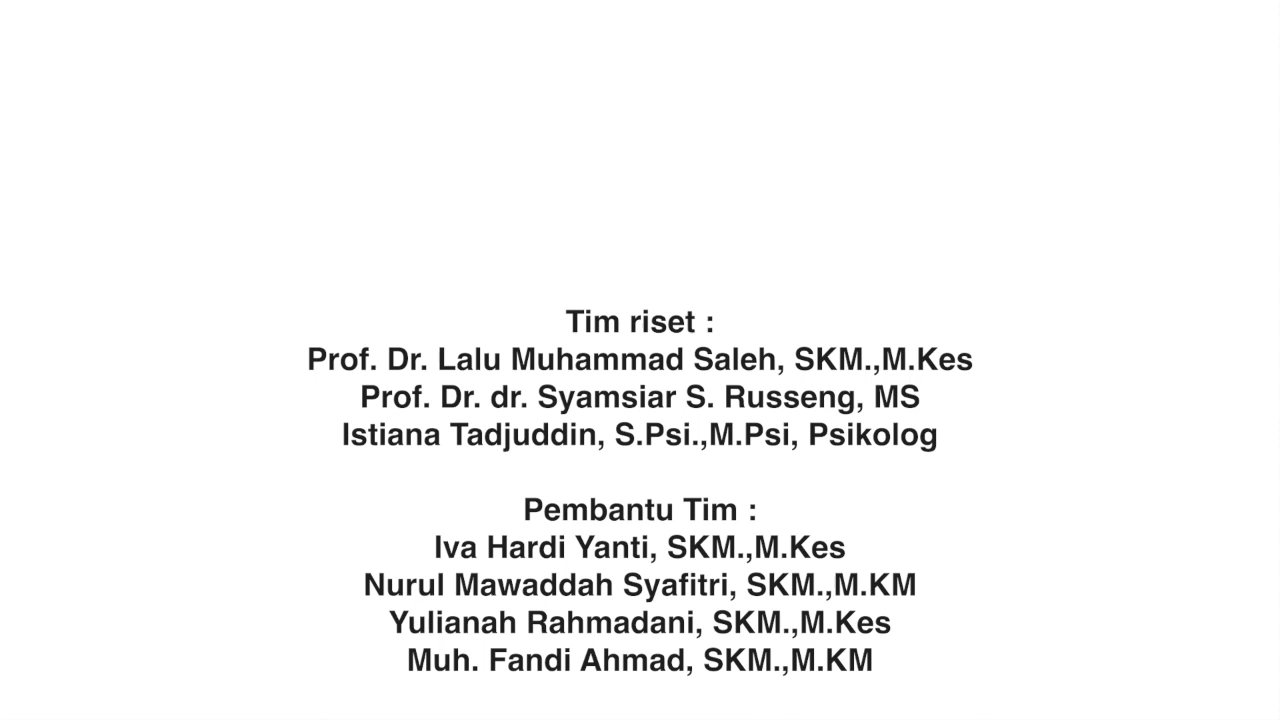 Tim riset :
Prof. Dr. Lalu Muhammad Saleh, SKM.,M.Kes
Prof. Dr. dr. Syamsiar S. Russeng, MS
Istiana Tadjuddin, S.Psi.,M.Psi, Psikolog
Pembantu Tim :
Iva Hardi Yanti, SKM.,M.Kes
Nurul Mawaddah Syafitri, SKM.,M.KM
Yulianah Rahmadani, SKM.,M.Kes
Muh. Fandi Ahmad, SKM.,M.KM